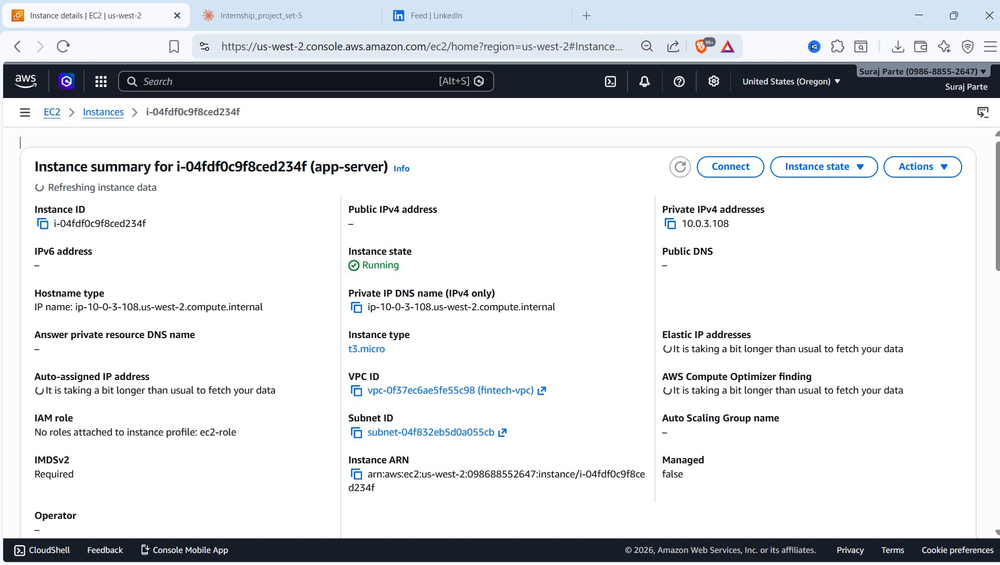 Instance details | EC2 | us-west-2
Internship_project_set-5
Feed | LinkedIn
https://us-west-2.console.aws.amazon.com/ec2/home?region=us-west-2#Instance...
99+
aws
Search
[Alt+S]
United States (Oregon)
Suraj Parte (0986-8855-2647)
Suraj Parte
EC2 > Instances > i-04fdf0c9f8ced234f
Instance summary for i-04fdf0c9f8ced234f (app-server) Info
Connect
Instance state
Actions
Refreshing instance data
Instance ID
i-04fdf0c9f8ced234f
Public IPv4 address
–
Private IPv4 addresses
10.0.3.108
IPv6 address
–
Instance state
Running
Public DNS
–
Hostname type
IP name: ip-10-0-3-108.us-west-2.compute.internal
Private IP DNS name (IPv4 only)
ip-10-0-3-108.us-west-2.compute.internal
Answer private resource DNS name
–
Instance type
t3.micro
Elastic IP addresses
It is taking a bit longer than usual to fetch your data
Auto-assigned IP address
It is taking a bit longer than usual to fetch your data
VPC ID
vpc-0f37ec6ae5fe55c98 (fintech-vpc)
AWS Compute Optimizer finding
It is taking a bit longer than usual to fetch your data
IAM role
No roles attached to instance profile: ec2-role
Subnet ID
subnet-04f832eb5d0a055cb
Auto Scaling Group name
–
IMDSv2
Required
Instance ARN
arn:aws:ec2:us-west-2:098688552647:instance/i-04fdf0c9f8ce
d234f
Managed
false
Operator
–
CloudShell
Feedback
Console Mobile App
© 2026, Amazon Web Services, Inc. or its affiliates.
Privacy
Terms
Cookie preferences